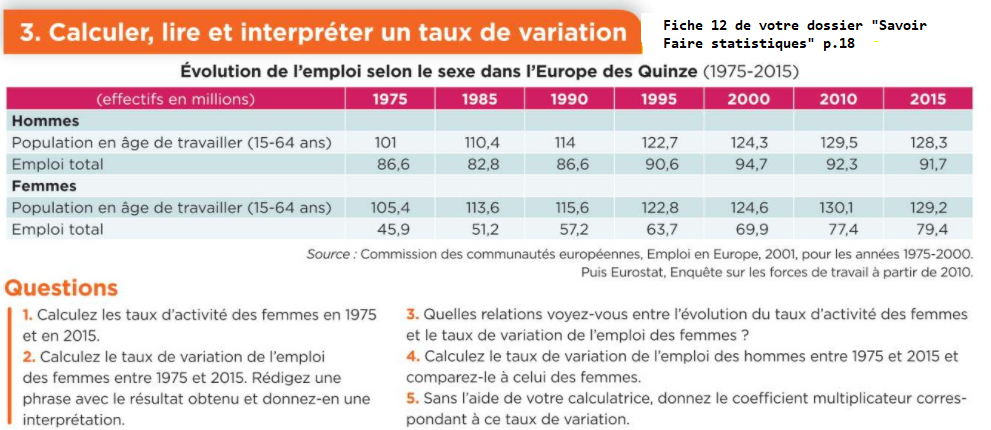 3. Calculer, lire et interpréter un taux de variation
Fiche 12 de votre dossier "Savoir
Faire statistiques" p.18
Évolution de l'emploi selon le sexe dans l'Europe des Quinze (1975-2015)
(effectifs en millions) 1975 1985 1990 1995 2000 2010 2015
Hommes
Population en âge de travailler (15-64 ans) 101 110,4 114 122,7 124,3 129,5 128,3
Emploi total 86,6 82,8 86,6 90,6 94,7 92,3 91,7
Femmes
Population en âge de travailler (15-64 ans) 105,4 113,6 115,6 122,8 124,6 130,1 129,2
Emploi total 45,9 51,2 57,2 63,7 69,9 77,4 79,4
Source : Commission des communautés européennes, Emploi en Europe, 2001, pour les années 1975-2000.
Puis Eurostat, Enquête sur les forces de travail à partir de 2010.
Questions
1. Calculez les taux d'activité des femmes en 1975
et en 2015.
2. Calculez le taux de variation de l'emploi
des femmes entre 1975 et 2015. Rédigez une
phrase avec le résultat obtenu et donnez-en une
interprétation.
3. Quelles relations voyez-vous entre l'évolution du taux d'activité des femmes
et le taux de variation de l'emploi des femmes ?
4. Calculez le taux de variation de l'emploi des hommes entre 1975 et 2015 et
comparez-le à celui des femmes.
5. Sans l'aide de votre calculatrice, donnez le coefficient multiplicateur corres-
pondant à ce taux de variation.